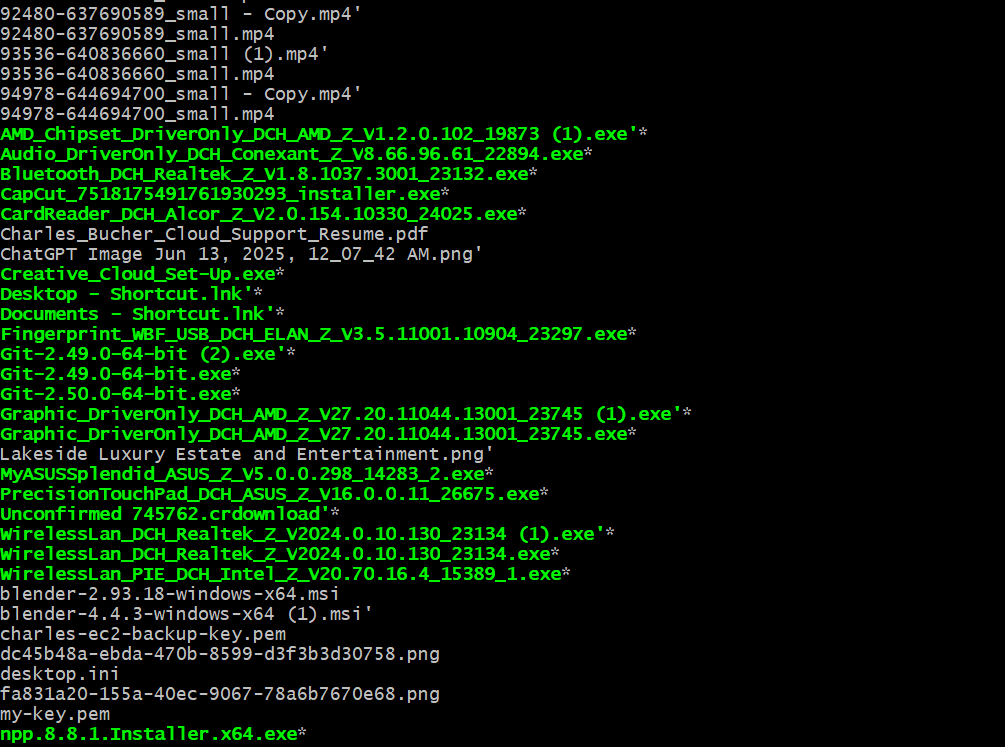 92480-637690589_small - Copy.mp4'
92480-637690589_small.mp4
93536-640836660_small (1).mp4'
93536-640836660_small.mp4
94978-644694700_small - Copy.mp4'
94978-644694700_small.mp4
AMD_Chipset_DriverOnly_DCH_AMD_Z_V1.2.0.102_19873 (1).exe'*
Audio_DriverOnly_DCH_Conexant_Z_V8.66.96.61_22894.exe*
Bluetooth_DCH_Realtek_Z_V1.8.1037.3001_23132.exe*
CapCut_7518175491761930293_installer.exe*
CardReader_DCH_Alcor_Z_V2.0.154.10330_24025.exe*
Charles_Bucher_Cloud_Support_Resume.pdf
ChatGPT Image Jun 13, 2025, 12_07_42 AM.png'
Creative_Cloud_Set-Up.exe*
Desktop - Shortcut.lnk'*
Documents - Shortcut.lnk'*
Fingerprint_WBF_USB_DCH_ELAN_Z_V3.5.11001.10904_23297.exe*
Git-2.49.0-64-bit (2).exe'*
Git-2.49.0-64-bit.exe*
Git-2.50.0-64-bit.exe*
Graphic_DriverOnly_DCH_AMD_Z_V27.20.11044.13001_23745 (1).exe'*
Graphic_DriverOnly_DCH_AMD_Z_V27.20.11044.13001_23745.exe*
Lakeside Luxury Estate and Entertainment.png'
MyASUSSplendid_ASUS_Z_V5.0.0.298_14283_2.exe*
PrecisionTouchPad_DCH_ASUS_Z_V16.0.0.11_26675.exe*
Unconfirmed 745762.crdownload'*
WirelessLan_DCH_Realtek_Z_V2024.0.10.130_23134 (1).exe'*
WirelessLan_DCH_Realtek_Z_V2024.0.10.130_23134.exe*
WirelessLan_PIE_DCH_Intel_Z_V20.70.16.4_15389_1.exe*
blender-2.93.18-windows-x64.msi
blender-4.4.3-windows-x64 (1).msi'
charles-ec2-backup-key.pem
dc45b48a-ebda-470b-8599-d3f3b3d30758.png
desktop.ini
fa831a20-155a-40ec-9067-78a6b7670e68.png
my-key.pem
npp.8.8.1.Installer.x64.exe*